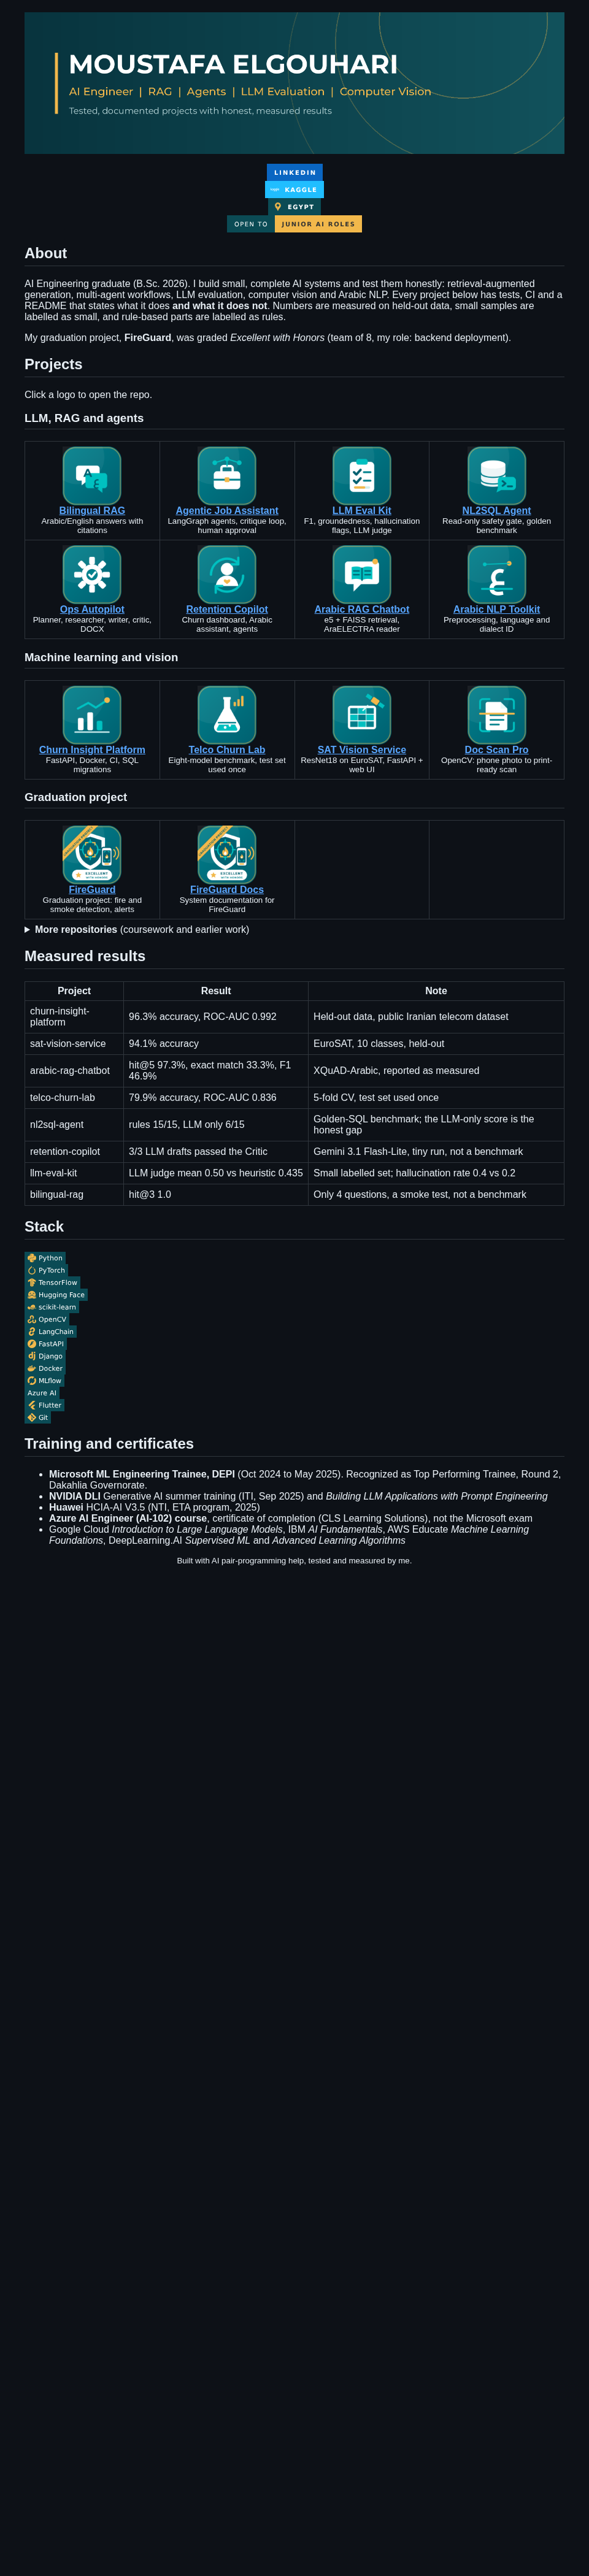 MOUSTAFA ELGOUHARI
AI Engineer | RAG | Agents | LLM Evaluation | Computer Vision
Tested, documented projects with honest, measured results
LINKEDIN
KAGGLE
EGYPT
OPEN TO JUNIOR AI ROLES
About
AI Engineering graduate (B.Sc. 2026). I build small, complete AI systems and test them honestly: retrieval-augmented
generation, multi-agent workflows, LLM evaluation, computer vision and Arabic NLP. Every project below has tests, CI and a
README that states what it does and what it does not. Numbers are measured on held-out data, small samples are
labelled as small, and rule-based parts are labelled as rules.
My graduation project, FireGuard, was graded Excellent with Honors (team of 8, my role: backend deployment).
Projects
Click a logo to open the repo.
LLM, RAG and agents
Bilingual RAG
Arabic/English answers with
citations
Agentic Job Assistant
LangGraph agents, critique loop,
human approval
LLM Eval Kit
F1, groundedness, hallucination
flags, LLM judge
NL2SQL Agent
Read-only safety gate, golden
benchmark
Ops Autopilot
Planner, researcher, writer, critic,
DOCX
Retention Copilot
Churn dashboard, Arabic
assistant, agents
Arabic RAG Chatbot
e5 + FAISS retrieval,
AraELECTRA reader
Arabic NLP Toolkit
Preprocessing, language and
dialect ID
Machine learning and vision
Churn Insight Platform
FastAPI, Docker, CI, SQL
migrations
Telco Churn Lab
Eight-model benchmark, test set
used once
SAT Vision Service
ResNet18 on EuroSAT, FastAPI +
web UI
Doc Scan Pro
OpenCV: phone photo to print-
ready scan
Graduation project
EXCELLENT
FireGuard
Graduation project: fire and
smoke detection, alerts
EXCELLENT
FireGuard Docs
System documentation for
FireGuard
More repositories (coursework and earlier work)
Measured results
Project Result Note
churn-insight-
platform
96.3% accuracy, ROC-AUC 0.992 Held-out data, public Iranian telecom dataset
sat-vision-service 94.1% accuracy EuroSAT, 10 classes, held-out
arabic-rag-chatbot hit@5 97.3%, exact match 33.3%, F1
46.9%
XQuAD-Arabic, reported as measured
telco-churn-lab 79.9% accuracy, ROC-AUC 0.836 5-fold CV, test set used once
nl2sql-agent rules 15/15, LLM only 6/15 Golden-SQL benchmark; the LLM-only score is the
honest gap
retention-copilot 3/3 LLM drafts passed the Critic Gemini 3.1 Flash-Lite, tiny run, not a benchmark
llm-eval-kit LLM judge mean 0.50 vs heuristic 0.435 Small labelled set; hallucination rate 0.4 vs 0.2
bilingual-rag hit@3 1.0 Only 4 questions, a smoke test, not a benchmark
Stack
Python
PyTorch
TensorFlow
Hugging Face
scikit-learn
OpenCV
LangChain
FastAPI
Django
Docker
MLflow
Azure AI
Flutter
Git
Training and certificates
Microsoft ML Engineering Trainee, DEPI (Oct 2024 to May 2025). Recognized as Top Performing Trainee, Round 2,
Dakahlia Governorate.
NVIDIA DLI Generative AI summer training (ITI, Sep 2025) and Building LLM Applications with Prompt Engineering
Huawei HCIA-AI V3.5 (NTI, ETA program, 2025)
Azure AI Engineer (AI-102) course, certificate of completion (CLS Learning Solutions), not the Microsoft exam
Google Cloud Introduction to Large Language Models, IBM AI Fundamentals, AWS Educate Machine Learning
Foundations, DeepLearning.AI Supervised ML and Advanced Learning Algorithms
Built with AI pair-programming help, tested and measured by me.